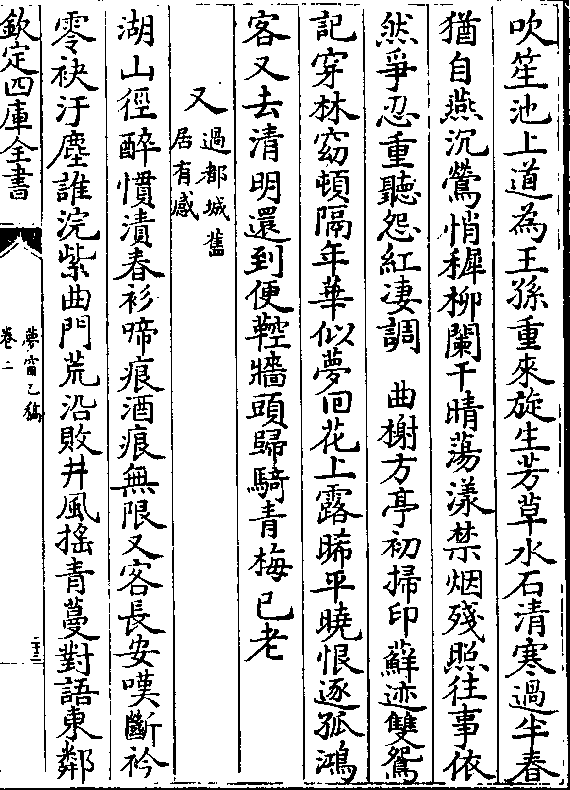 吹笙池上道為王孫重來旋生芳草水石清寒過半春
猶自燕沉鶯悄穉柳闌干晴蕩漾禁烟殘照往事依
然爭忍重聽怨紅凄調　曲榭方亭初掃印蘚迹雙鴛
記穿林窈頓隔年華似夢回花上露晞平曉恨逐孤鴻
客又去清明還到便鞚牆頭歸騎青梅已老
又過都城舊居有感
湖山徑醉慣漬春衫啼痕酒痕無限又客長安嘆斷衿
零袂汙塵誰浣紫曲門荒沿敗井風搖青蔓對語東鄰
欽定四庫全書
夢窗乙稿
卷二
二十三